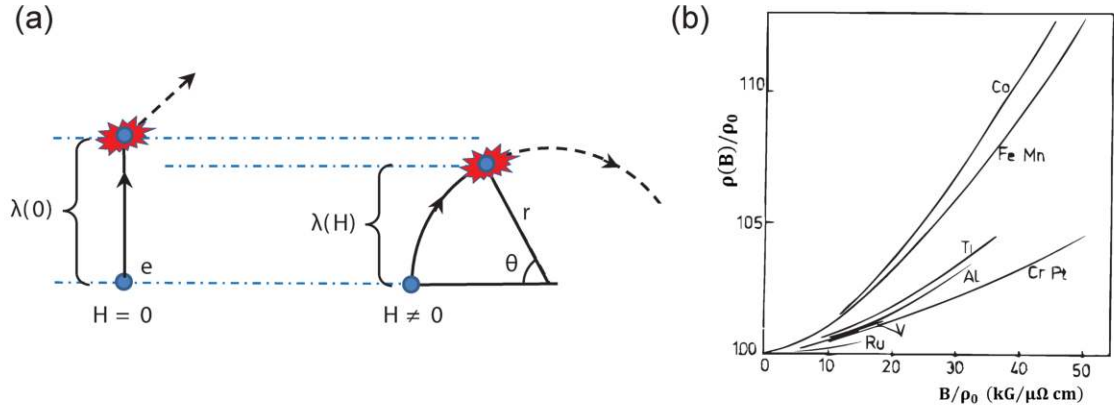 (a)
λ(0)
e
H = 0
λ(H)
r
θ
H ≠ 0
(b)
ρ(B)/ρ₀
110
105
100
Co
Fe Mn
Ti
Al
Cr Pt
V
Ru
0 10 20 30 40 50
B/ρ₀ (kG/μΩ cm)